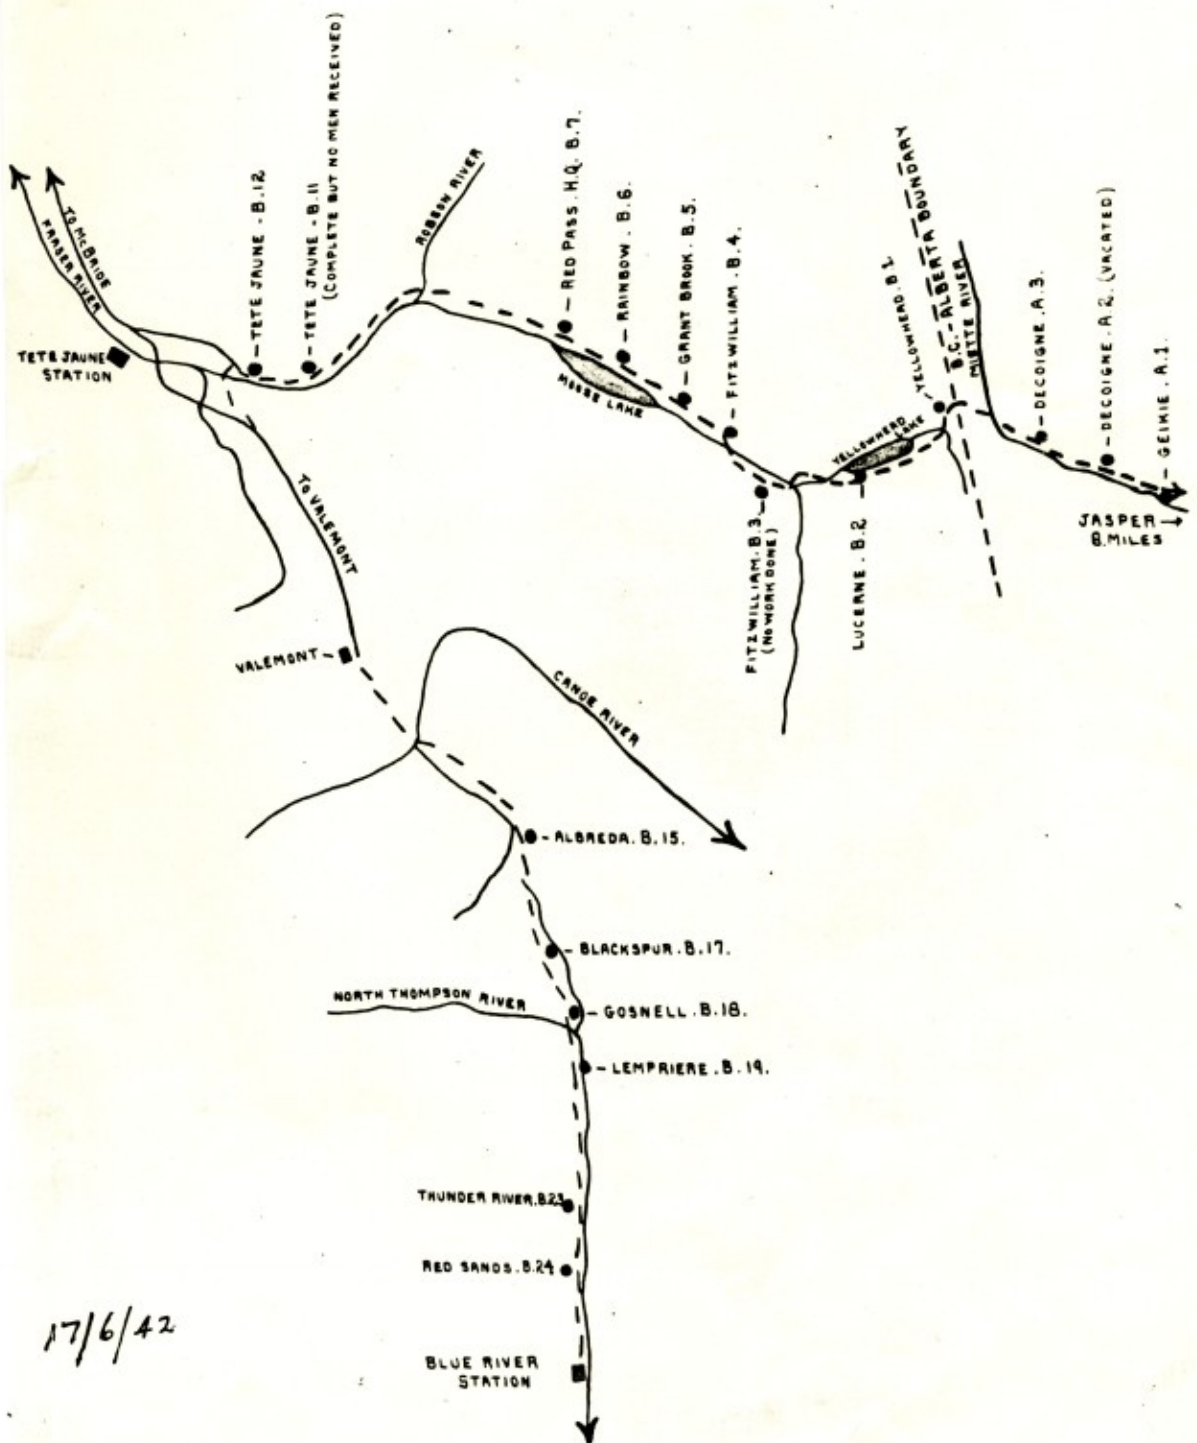 TETE JAUNE - B.12
TETE JAUNE - B.11
(COMPLETE BUT NO MEN RECEIVED)
ROBSON RIVER
RED PASS. H.Q. B.7.
RAINBOW. B.6.
GRANT BROOK. B.5.
FITZWILLIAM. B.4.
YELLOWHEAD. B.1
B.C.- ALBERTA BOUNDARY
MIETTE RIVER
DECOIGNE. A.3.
DECOIGNE. A.2. (VACATED)
GEIKIE. A.1.
JASPER
8.MILES
TO MCBRIDE
FRASER RIVER
TETE JAUNE
STATION
MOOSE LAKE
YELLOWHEAD
LAKE
FITZWILLIAM. B.3.
(NO WORK DONE)
LUCERNE. B.2
TO VALEMONT
VALEMONT
CANOE RIVER
ALBREDA. B.15.
BLACKSPUR. B.17.
NORTH THOMPSON RIVER
GOSNELL. B.18.
LEMPRIERE. B.19.
THUNDER RIVER. B.23
RED SANDS. B.24
17/6/42
BLUE RIVER
STATION